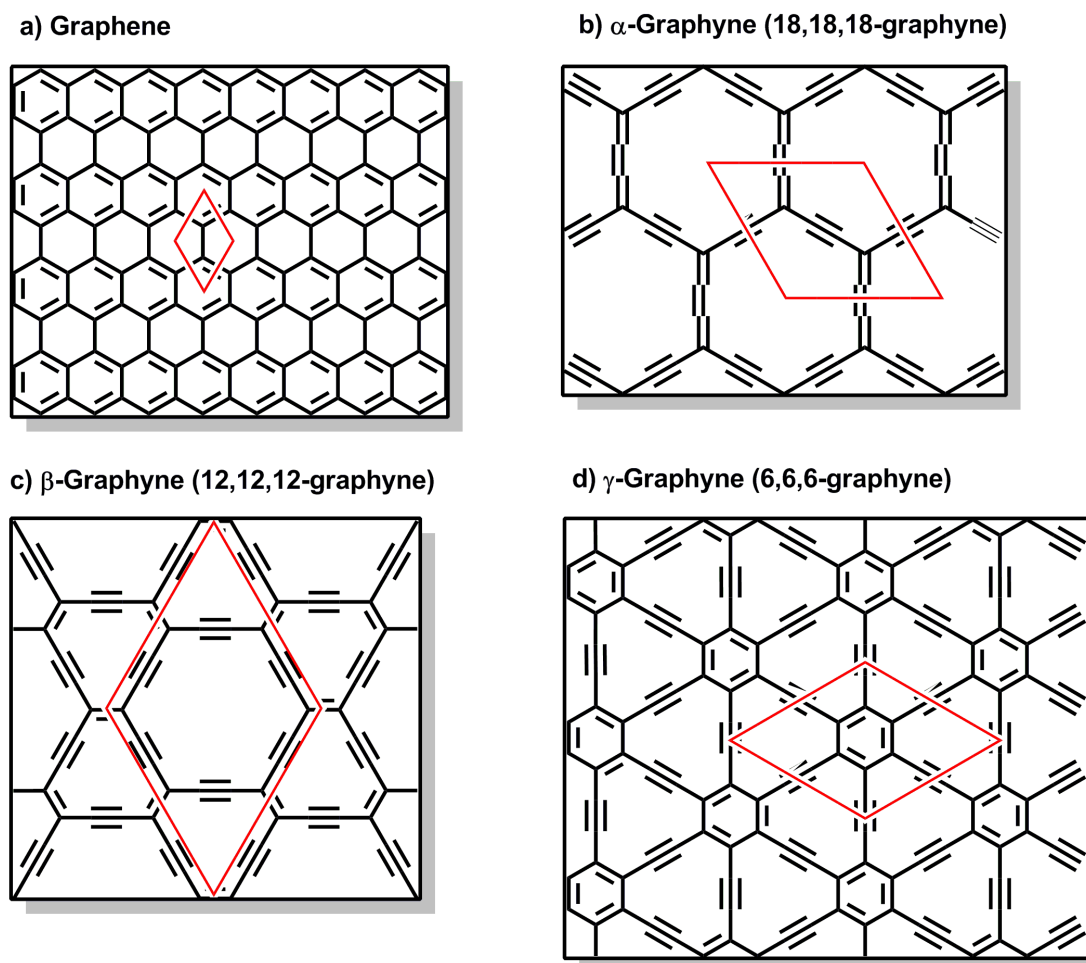 a) Graphene
b) α-Graphyne (18,18,18-graphyne)
c) β-Graphyne (12,12,12-graphyne)
d) γ-Graphyne (6,6,6-graphyne)